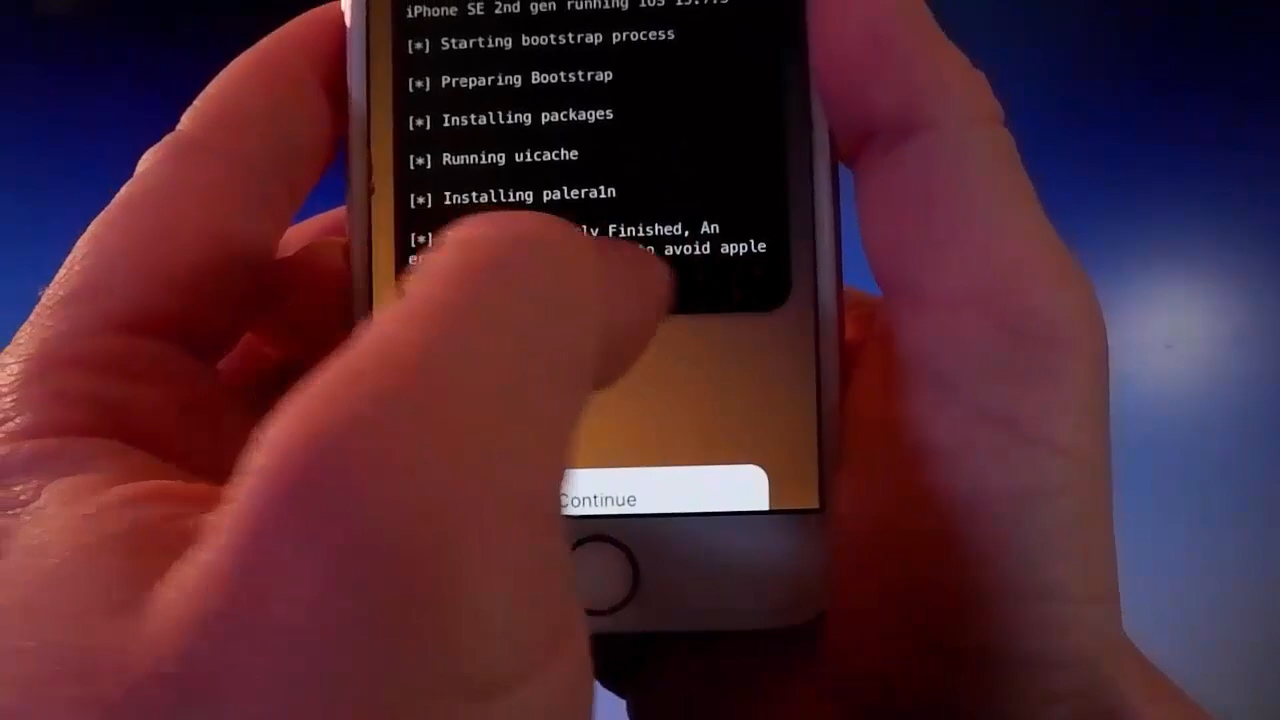 iPhone SE 2nd gen running iOS
[*] Starting bootstrap process
[*] Preparing Bootstrap
[*] Installing packages
[*] Running uicache
[*] Installing palera1n
[*] Finished, An
avoid apple
Continue